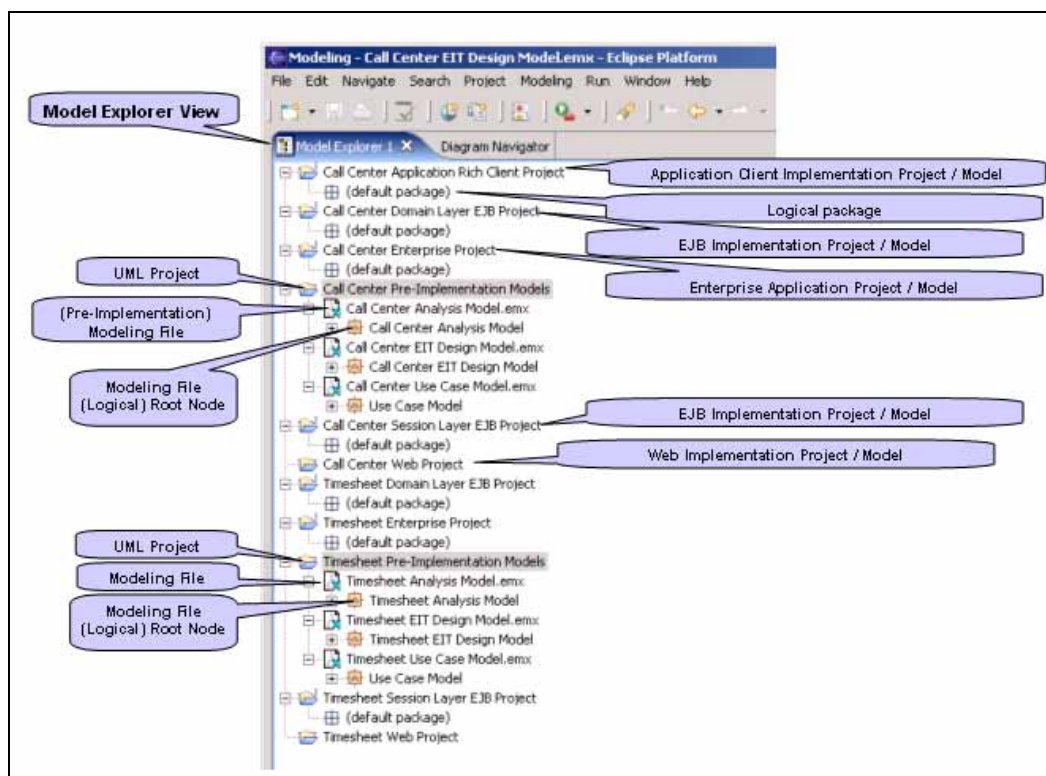 Modeling - Call Center EIT Design Model.emx - Eclipse Platform
File Edit Navigate Search Project Modeling Run Window Help
Model Explorer View
Model Explorer 1
Diagram Navigator
Call Center Application Rich Client Project
Application Client Implementation Project / Model
(default package)
Logical package
Call Center Domain Layer EJB Project
(default package)
EJB Implementation Project / Model
Call Center Enterprise Project
UML Project
(default package)
Call Center Pre-Implementation Models
Enterprise Application Project / Model
(Pre-Implementation)
Modeling File
Call Center Analysis Model.emx
Call Center Analysis Model
Call Center EIT Design Model.emx
Call Center EIT Design Model
Modeling File
(Logical) Root Node
Call Center Use Case Model.emx
Use Case Model
Call Center Session Layer EJB Project
EJB Implementation Project / Model
(default package)
Call Center Web Project
Web Implementation Project / Model
Timesheet Domain Layer EJB Project
(default package)
Timesheet Enterprise Project
(default package)
UML Project
Timesheet Pre-Implementation Models
Modeling File
Timesheet Analysis Model.emx
Timesheet Analysis Model
Modeling File
(Logical) Root Node
Timesheet EIT Design Model.emx
Timesheet EIT Design Model
Timesheet Use Case Model.emx
Use Case Model
Timesheet Session Layer EJB Project
(default package)
Timesheet Web Project